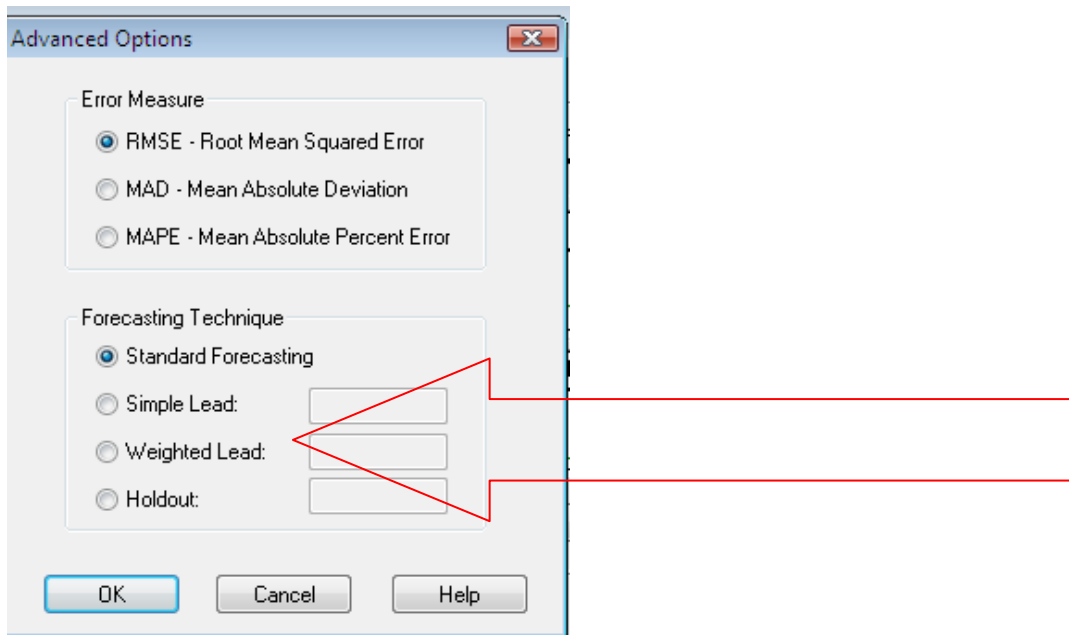 Advanced Options
Error Measure
RMSE - Root Mean Squared Error
MAD - Mean Absolute Deviation
MAPE - Mean Absolute Percent Error
Forecasting Technique
Standard Forecasting
Simple Lead:
Weighted Lead:
Holdout:
OK Cancel Help